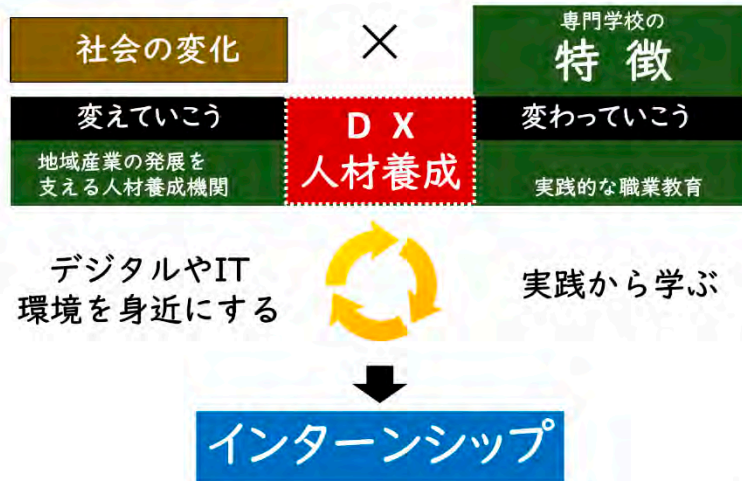 社会の変化
×
専門学校の
特徴
変えていこう
地域産業の発展を
支える人材養成機関
DX
人材養成
変わっていこう
実践的な職業教育
デジタルやIT
環境を身近にする
実践から学ぶ
インターンシップ